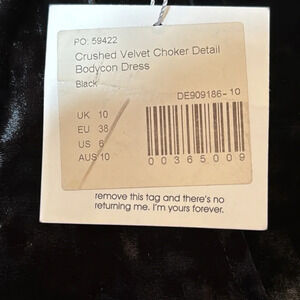 PO: 59422
Crushed Velvet Choker Detail
Bodycon Dress
Black
DE909186-10
UK 10
EU 38
US 6
AUS 10
00365009
remove this tag and there's no
returning me. I'm yours forever.